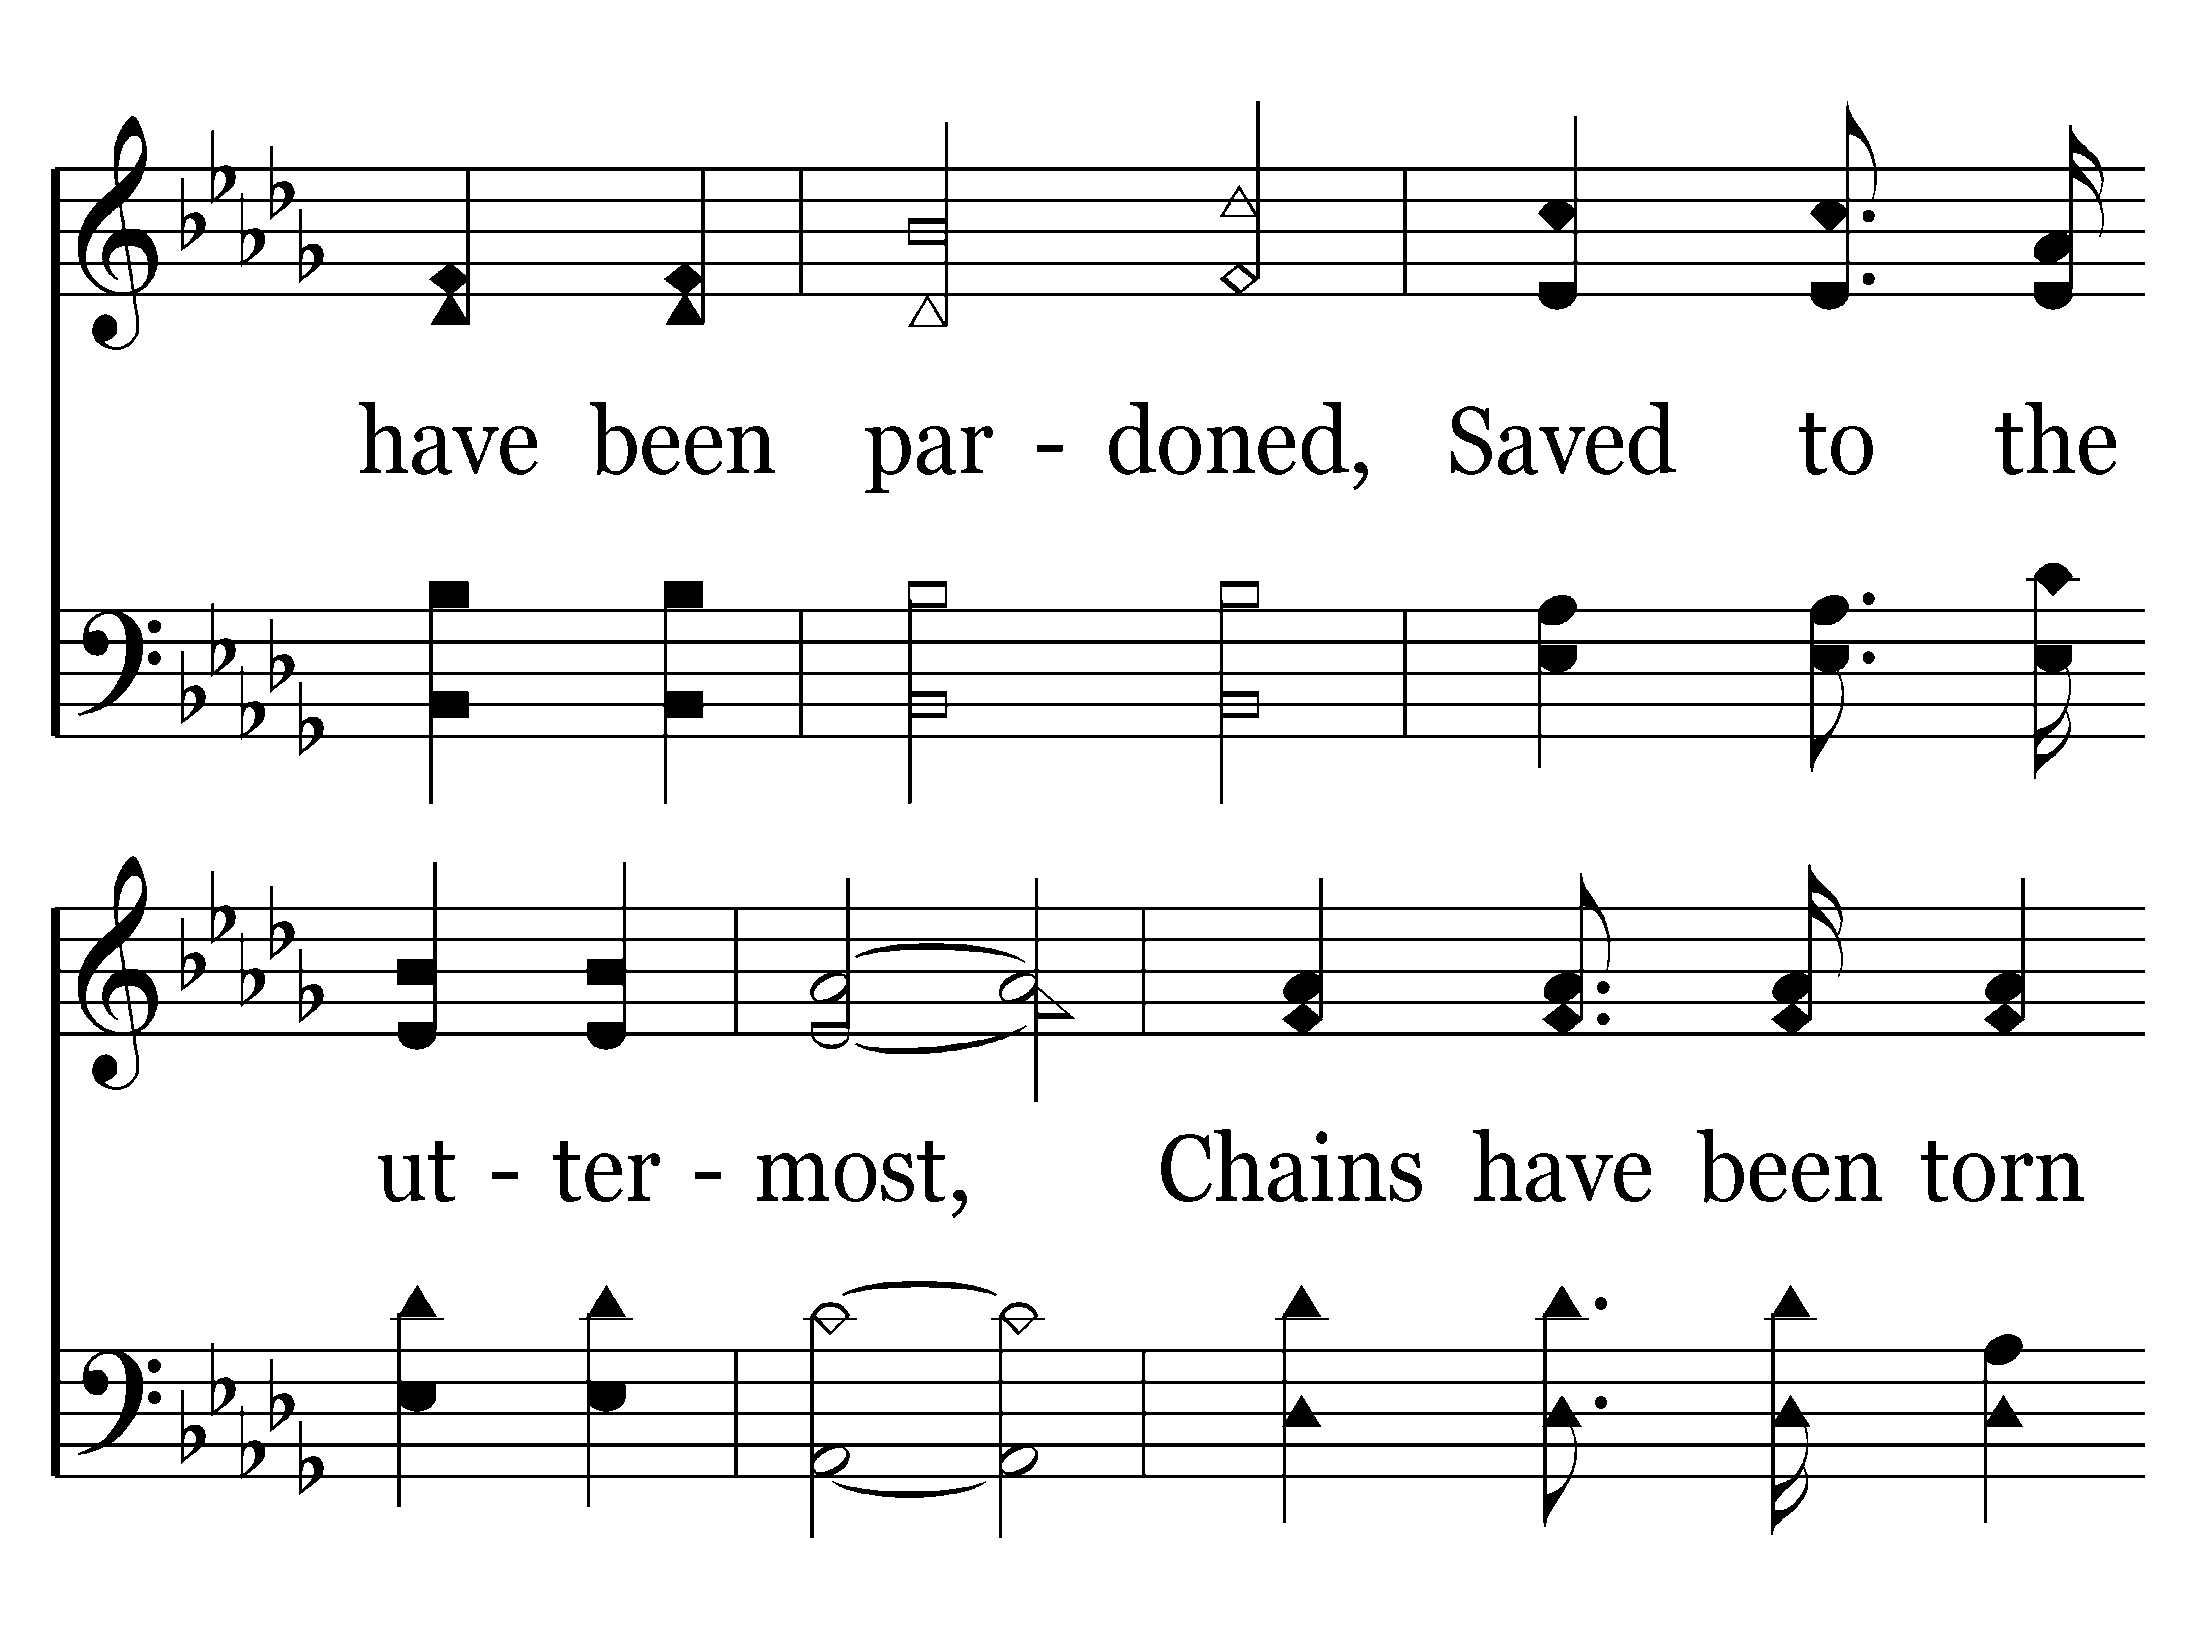 have been par - doned, Saved to the
ut - ter - most, Chains have been torn